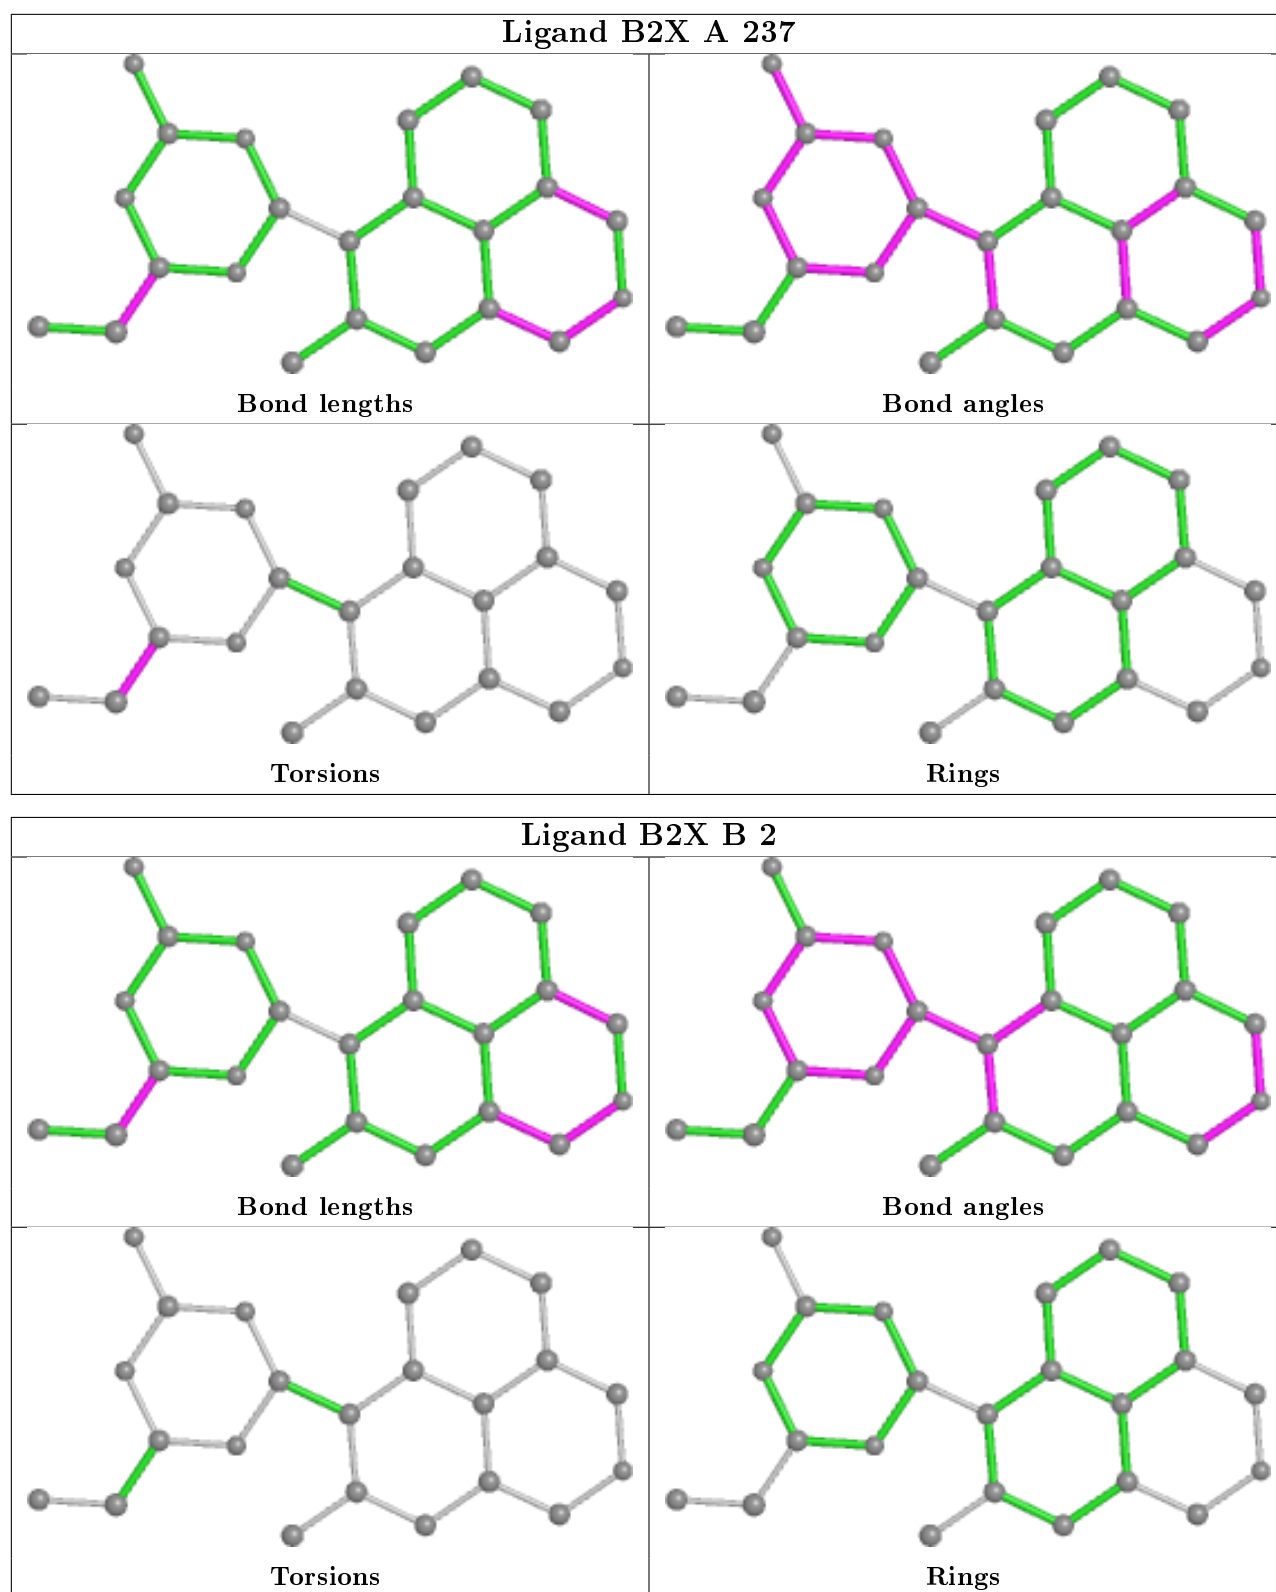 Ligand B2X A 237
Bond lengths
Bond angles
Torsions
Rings
Ligand B2X B 2
Bond lengths
Bond angles
Torsions
Rings